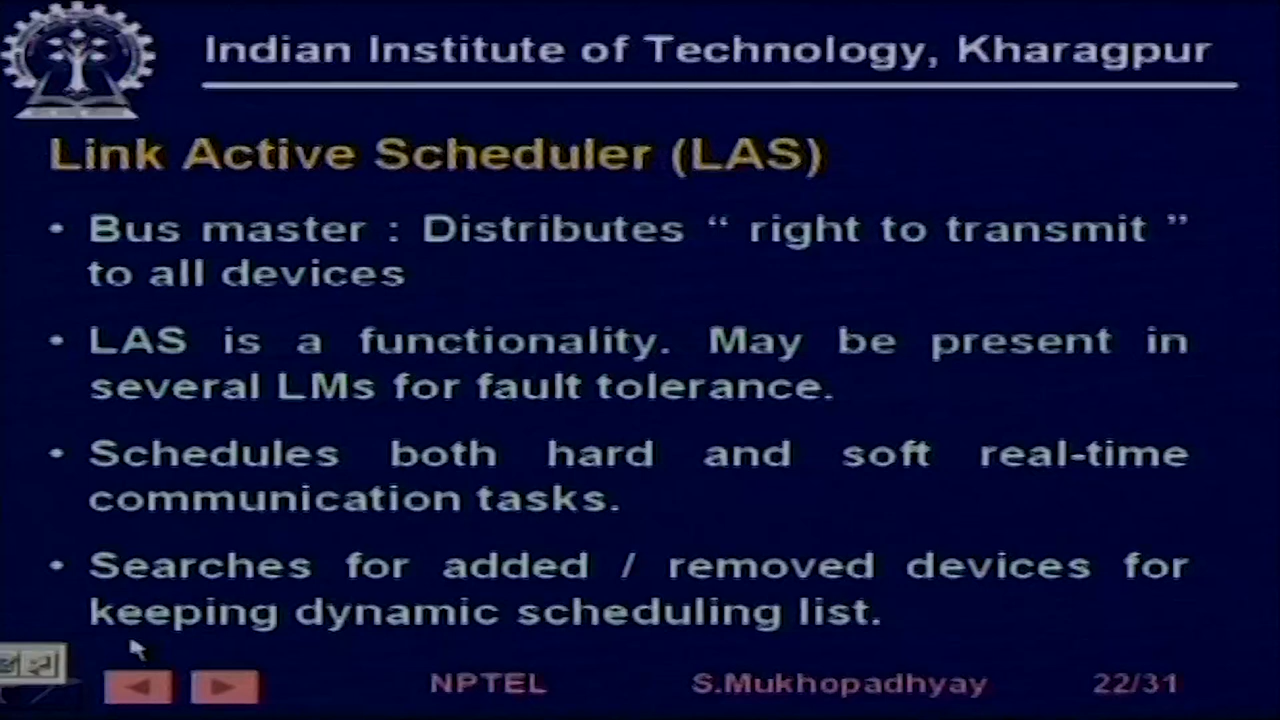 Indian Institute of Technology, Kharagpur
Link Active Scheduler (LAS)
• Bus master : Distributes “ right to transmit ”
to all devices
• LAS is a functionality. May be present in
several LMs for fault tolerance.
• Schedules both hard and soft real-time
communication tasks.
• Searches for added / removed devices for
keeping dynamic scheduling list.
NPTEL S.Mukhopadhyay 22/31